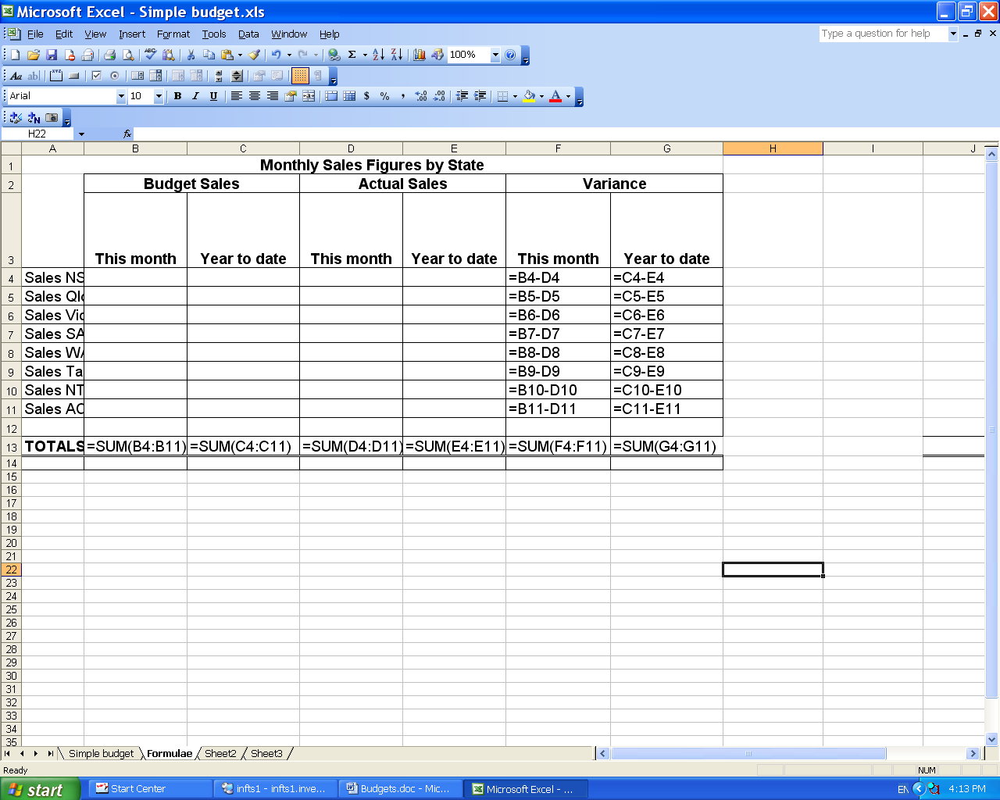 Microsoft Excel - Simple budget.xls
File Edit View Insert Format Tools Data Window Help Type a question for help
100%
Arial 10 B I U
H22 fx
A B C D E F G H I J
1 Monthly Sales Figures by State
2 Budget Sales Actual Sales Variance
3 This month Year to date This month Year to date This month Year to date
4 Sales NS =B4-D4 =C4-E4
5 Sales Qld =B5-D5 =C5-E5
6 Sales Vic =B6-D6 =C6-E6
7 Sales SA =B7-D7 =C7-E7
8 Sales WA =B8-D8 =C8-E8
9 Sales Ta =B9-D9 =C9-E9
10 Sales NT =B10-D10 =C10-E10
11 Sales AC =B11-D11 =C11-E11
12
13 TOTALS =SUM(B4:B11) =SUM(C4:C11) =SUM(D4:D11) =SUM(E4:E11) =SUM(F4:F11) =SUM(G4:G11)
14
15
16
17
18
19
20
21
22
23
24
25
26
27
28
29
30
31
32
33
34
35
Simple budget Formulae Sheet2 Sheet3
Ready NUM
start Start Center infts1 - infts1.inve... Budgets.doc - Mic... Microsoft Excel - ... EN 4:13 PM